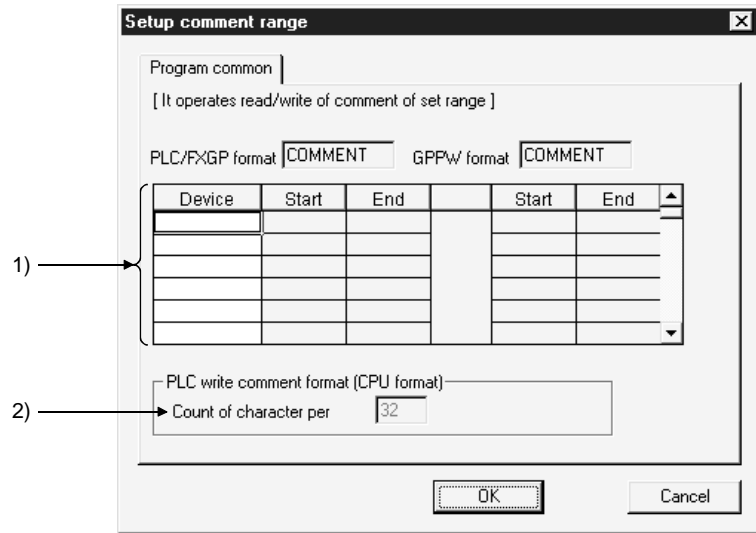 Setup comment range
Program common
[ It operates read/write of comment of set range ]
PLC/FXGP format COMMENT GPPW format COMMENT
Device Start End Start End
1)
PLC write comment format (CPU format)
2) Count of character per 32
OK Cancel